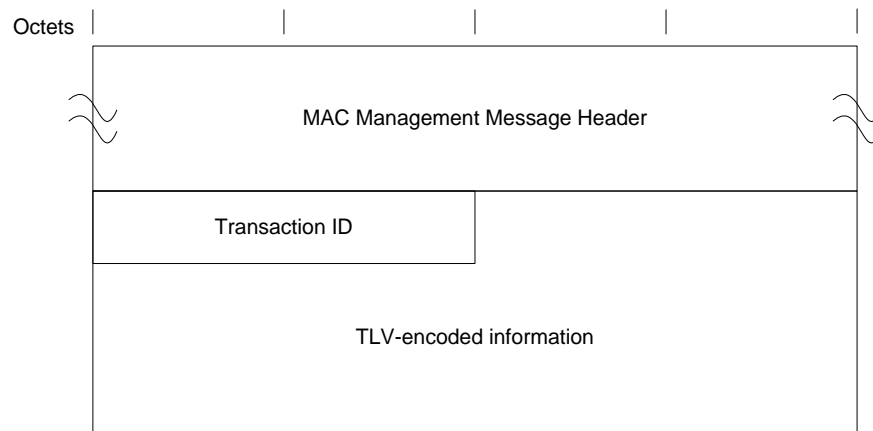 Octets
MAC Management Message Header
Transaction ID
TLV-encoded information